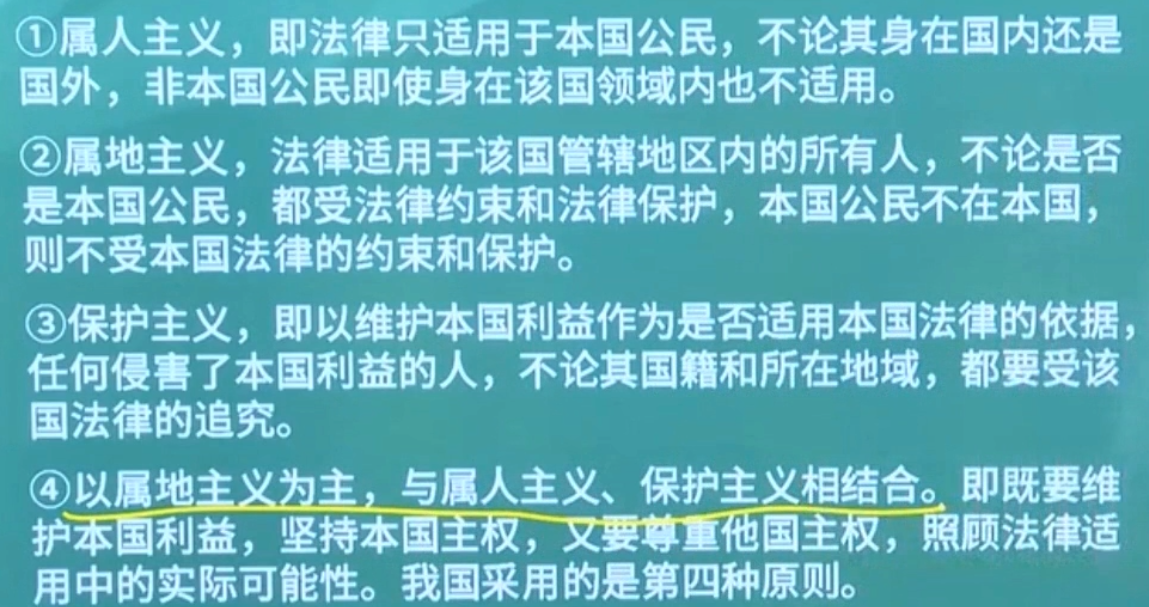 ①属人主义，即法律只适用于本国公民，不论其身在国内还是
国外，非本国公民即使身在该国领域内也不适用。
②属地主义，法律适用于该国管辖地区内的所有人，不论是否
是本国公民，都受法律约束和法律保护，本国公民不在本国，
则不受本国法律的约束和保护。
③保护主义，即以维护本国利益作为是否适用本国法律的依据，
任何侵害了本国利益的人，不论其国籍和所在地域，都要受该
国法律的追究。
④以属地主义为主，与属人主义、保护主义相结合。即既要维
护本国利益，坚持本国主权，又要尊重他国主权，照顾法律适
用中的实际可能性。我国采用的是第四种原则。